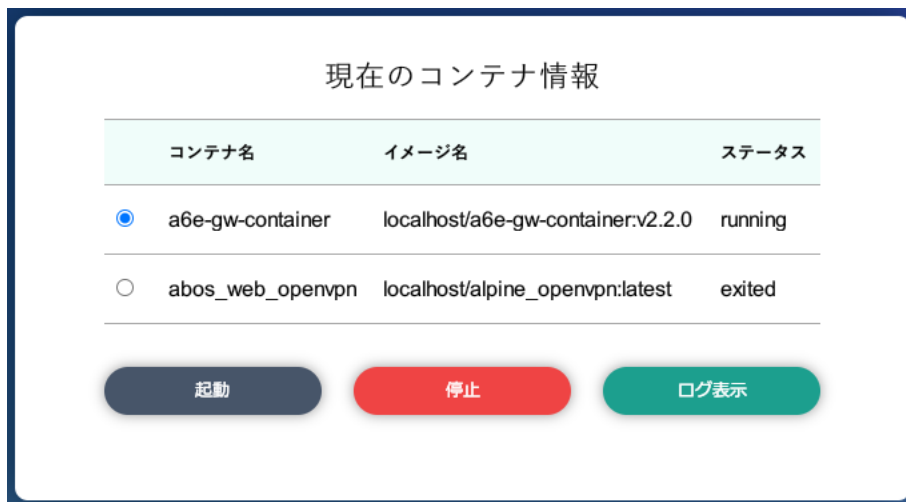 現在のコンテナ情報
コンテナ名 イメージ名 ステータス
a6e-gw-container localhost/a6e-gw-container:v2.2.0 running
abos_web_openvpn localhost/alpine_openvpn:latest exited
起動 停止 ログ表示